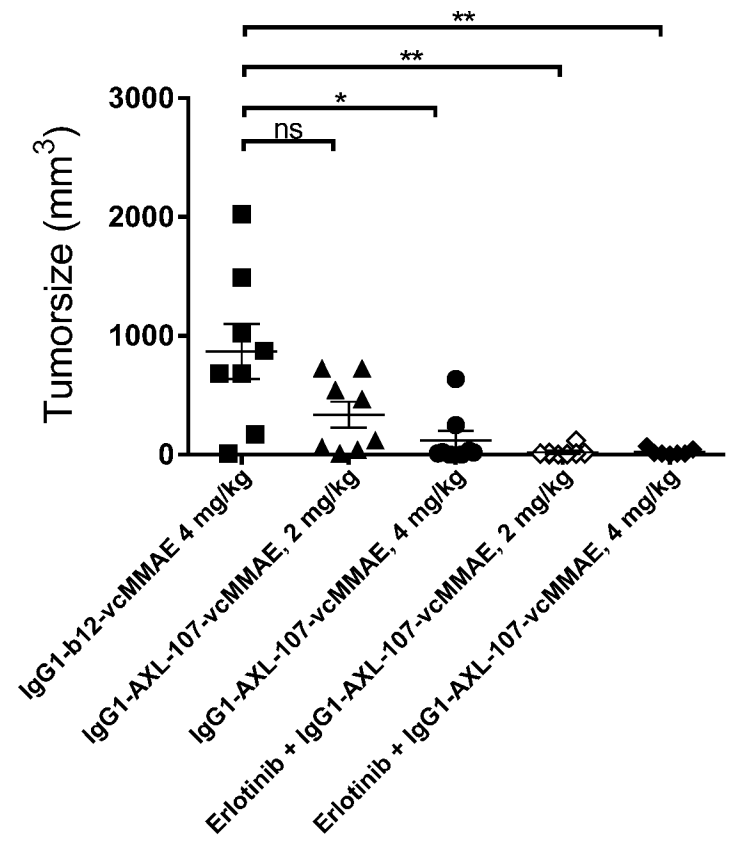 **
**
*
ns
Tumorsize (mm³)
3000
2000
1000
0
IgG1-b12-vcMMAE 4 mg/kg
IgG1-AXL-107-vcMMAE, 2 mg/kg
IgG1-AXL-107-vcMMAE, 4 mg/kg
Erlotinib + IgG1-AXL-107-vcMMAE, 2 mg/kg
Erlotinib + IgG1-AXL-107-vcMMAE, 4 mg/kg